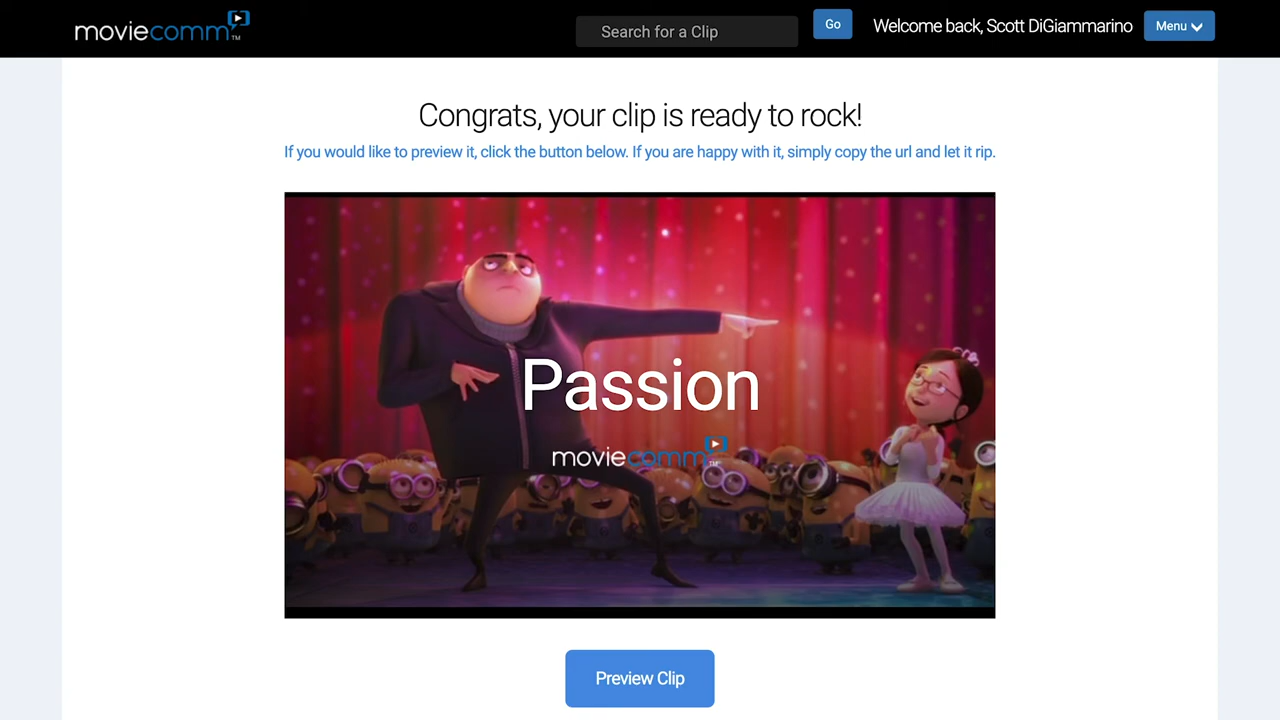 moviecomm TM
Search for a Clip
Go
Welcome back, Scott DiGiammarino
Menu
Congrats, your clip is ready to rock!
If you would like to preview it, click the button below. If you are happy with it, simply copy the url and let it rip.
Passion
moviecomm TM
Preview Clip